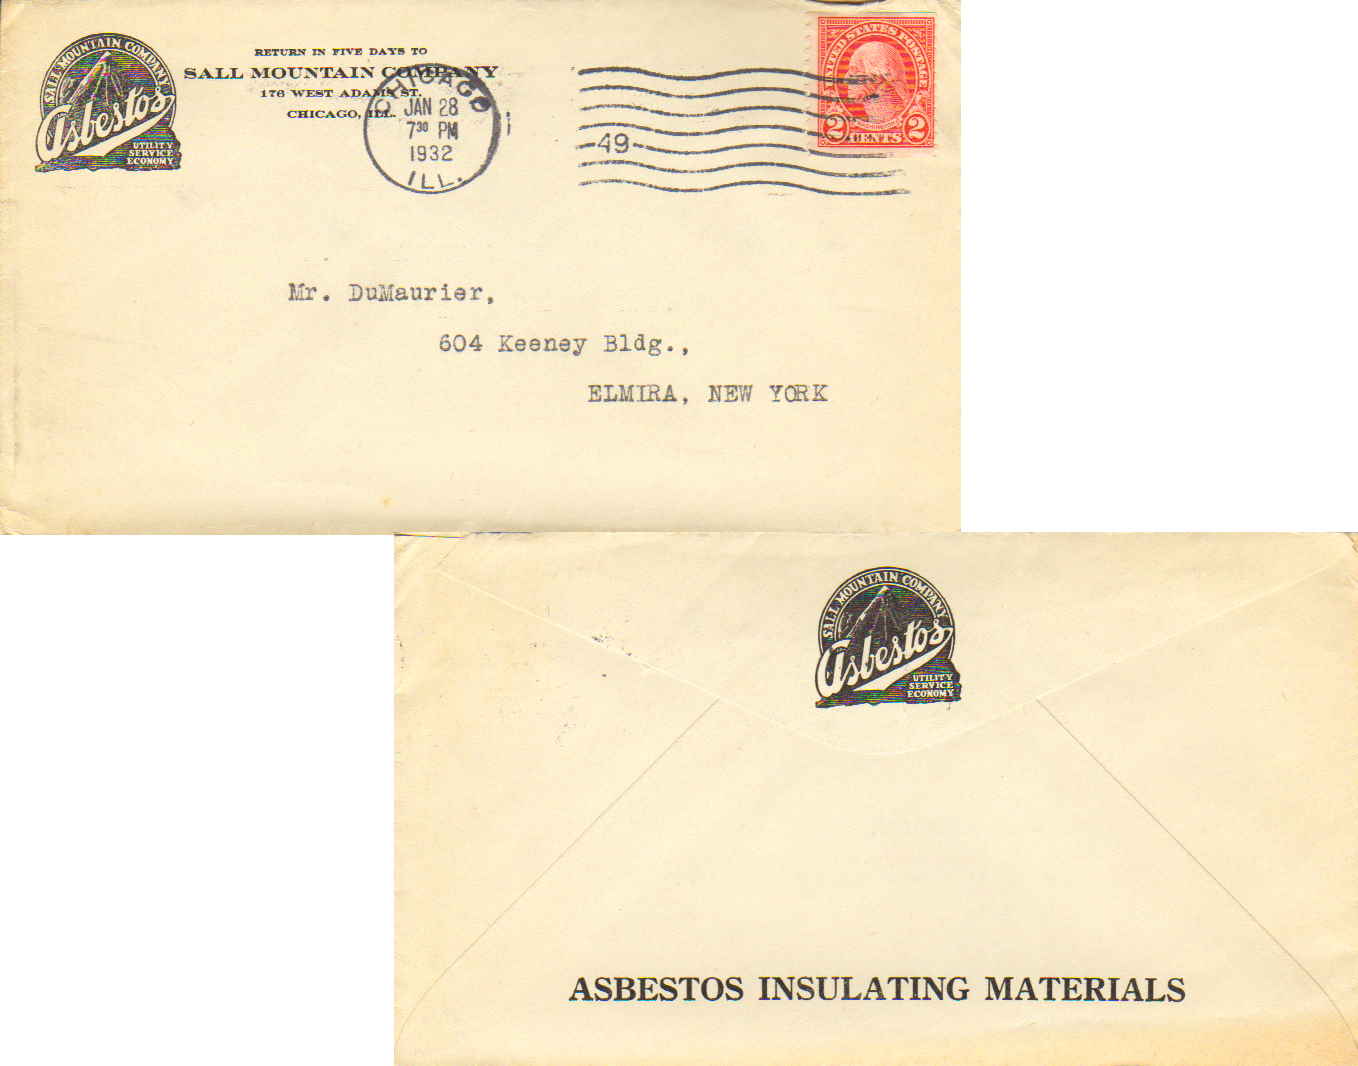 SALL MOUNTAIN COMPANY
Asbestos
UTILITY
SERVICE
ECONOMY
RETURN IN FIVE DAYS TO
SALL MOUNTAIN COMPANY
176 WEST ADAMS ST.
CHICAGO, ILL.
CHICAGO
JAN 28
7 30 PM
1932
ILL.
49
UNITED STATES POSTAGE
2 CENTS 2
Mr. DuMaurier,
604 Keeney Bldg.,
ELMIRA, NEW YORK
SALL MOUNTAIN COMPANY
Asbestos
UTILITY
SERVICE
ECONOMY
ASBESTOS INSULATING MATERIALS